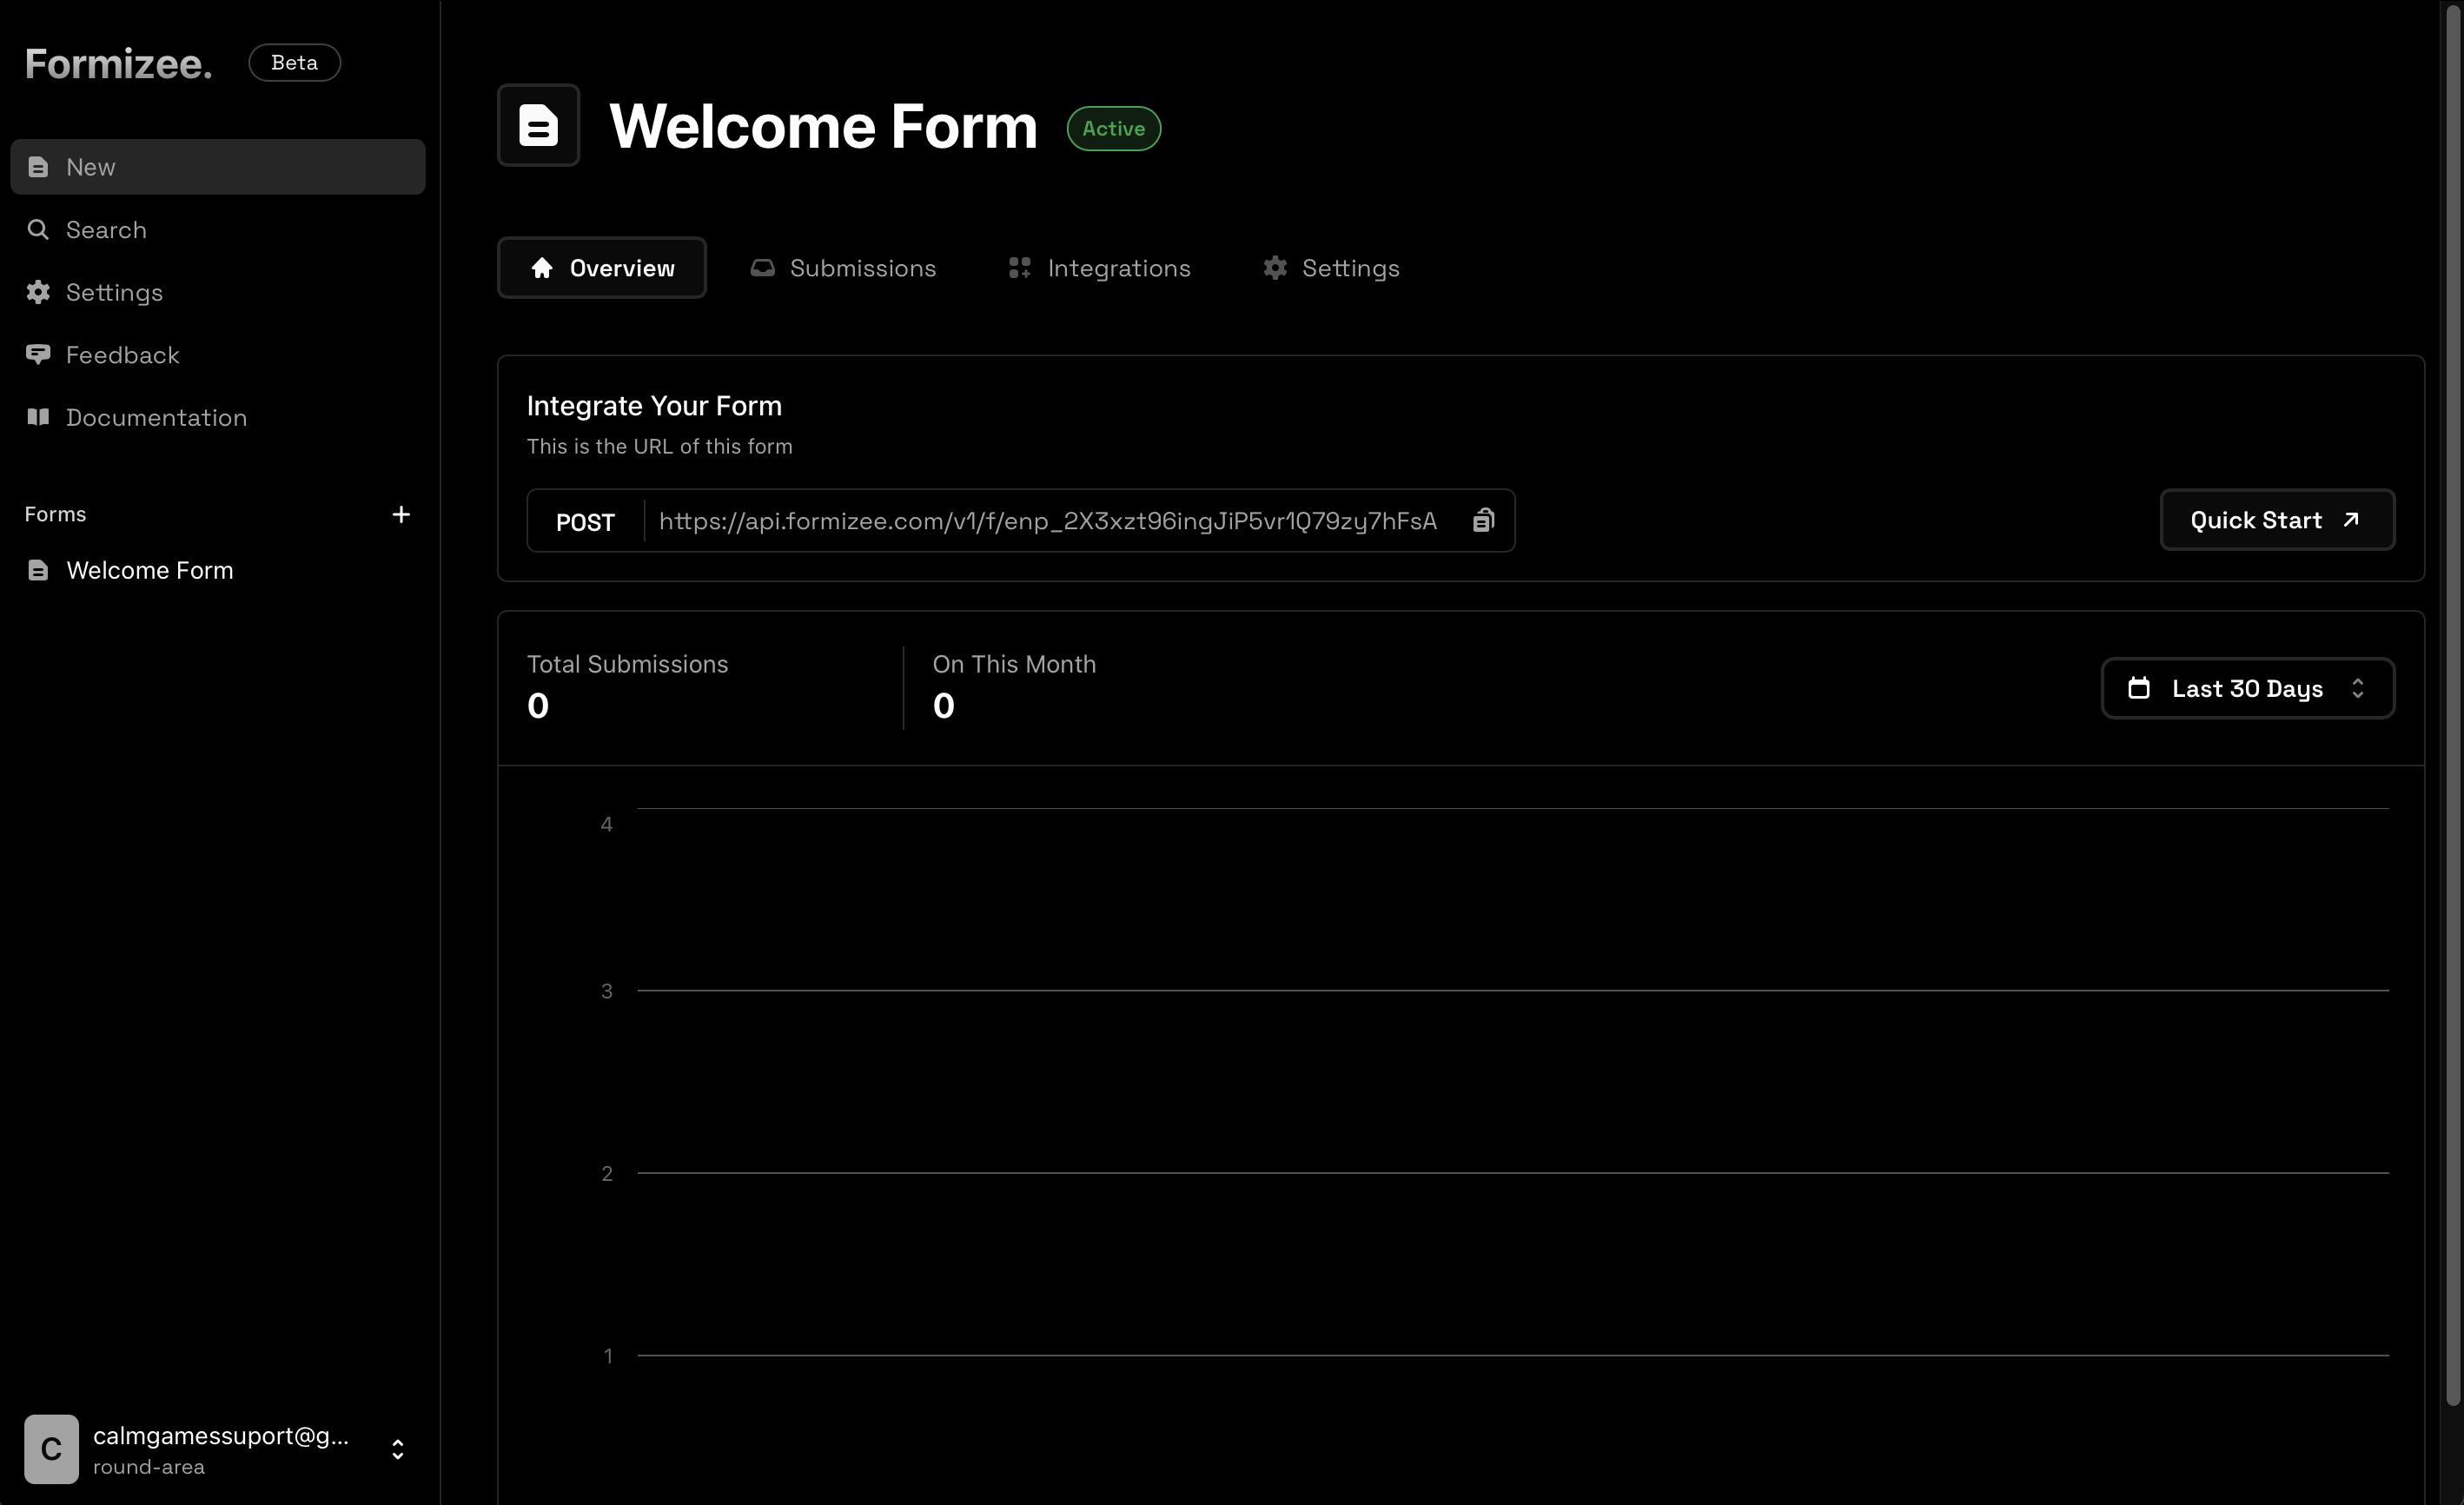 Formizee.
Beta
New
Search
Settings
Feedback
Documentation
Forms
Welcome Form
calmgamessuport@g...
round-area
C
Welcome Form
Active
Overview
Submissions
Integrations
Settings
Integrate Your Form
This is the URL of this form
POST
https://api.formizee.com/v1/f/enp_2X3xzt96ingJiP5vr1Q79zy7hFsA
Quick Start
Total Submissions
0
On This Month
0
Last 30 Days
4
3
2
1